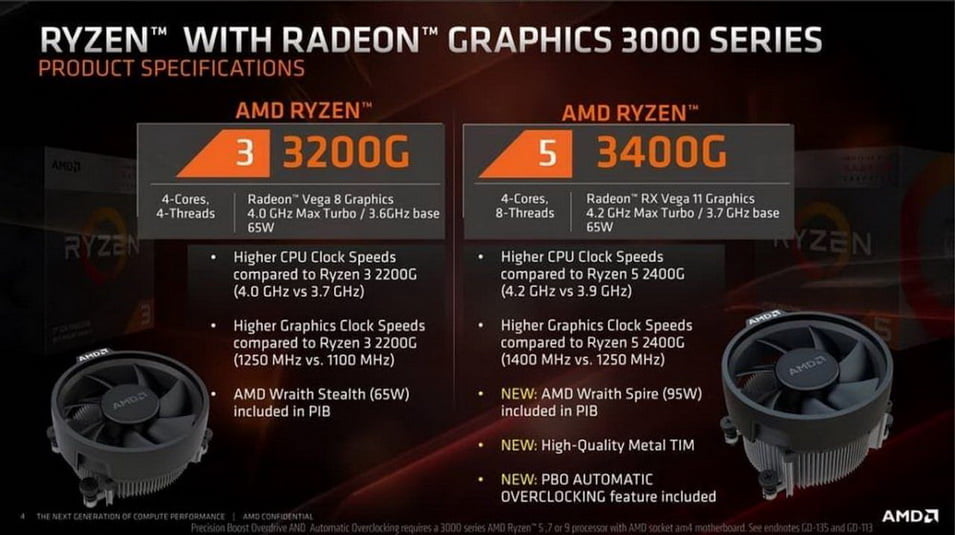 RYZEN™ WITH RADEON™ GRAPHICS 3000 SERIES
PRODUCT SPECIFICATIONS
AMD RYZEN™
3 3200G
4-Cores,
4-Threads
Radeon™ Vega 8 Graphics
4.0 GHz Max Turbo / 3.6GHz base
65W
• Higher CPU Clock Speeds
compared to Ryzen 3 2200G
(4.0 GHz vs 3.7 GHz)
• Higher Graphics Clock Speeds
compared to Ryzen 3 2200G
(1250 MHz vs. 1100 MHz)
• AMD Wraith Stealth (65W)
included in PIB
AMD RYZEN™
5 3400G
4-Cores,
8-Threads
Radeon™ RX Vega 11 Graphics
4.2 GHz Max Turbo / 3.7 GHz base
65W
• Higher CPU Clock Speeds
compared to Ryzen 5 2400G
(4.2 GHz vs 3.9 GHz)
• Higher Graphics Clock Speeds
compared to Ryzen 5 2400G
(1400 MHz vs. 1250 MHz)
• NEW: AMD Wraith Spire (95W)
included in PIB
• NEW: High-Quality Metal TIM
• NEW: PBO AUTOMATIC
OVERCLOCKING feature included
AMD
RYZEN
3
RYZEN
5
AMD
AMD
AMD
AMD
4 THE NEXT GENERATION OF COMPUTE PERFORMANCE | AMD CONFIDENTIAL
Precision Boost Overdrive AND Automatic Overclocking requires a 3000 series AMD Ryzen™ 5 ,7 or 9 processor with AMD socket am4 motherboard. See endnotes GD-135 and GD-113
AMD